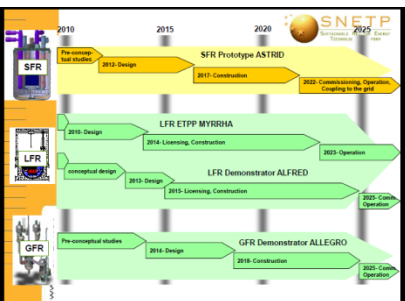 2010
2015
2020
2025
SNETP
SUSTAINABLE NUCLEAR ENERGY
TECHNOLOGY PLATFORM
SFR
Pre-concep-
tual studies
2012- Design
SFR Prototype ASTRID
2017- Construction
2022- Commissioning, Operation,
Coupling to the grid
LFR
LFR ETPP MYRRHA
2010- Design
2014- Licensing, Construction
2023- Operation
conceptual design
LFR Demonstrator ALFRED
2013- Design
2015- Licensing, Construction
2025- Comm
Operation
GFR
Pre-conceptual studies
GFR Demonstrator ALLEGRO
2014- Design
2018- Construction
2025- Comm
Operation